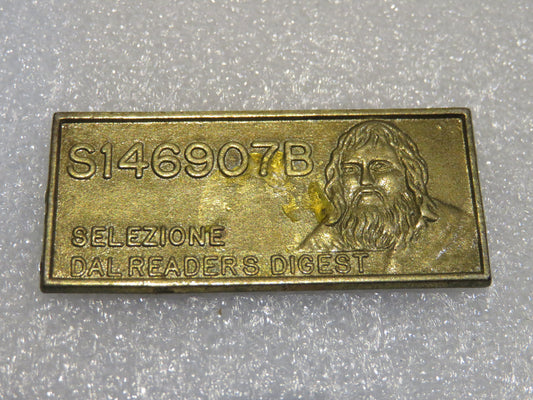 S146907B
SELEZIONE
DAL READERS DIGEST